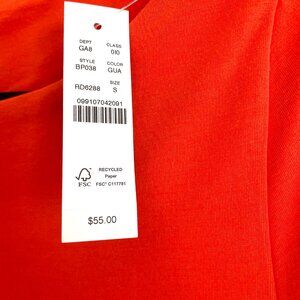 DEPT CLASS
GA8 010
STYLE COLOR
BP038 GUA
SIZE
RD6288 S
099107042091
FSC
RECYCLED
Paper
FSC® C117781
$55.00